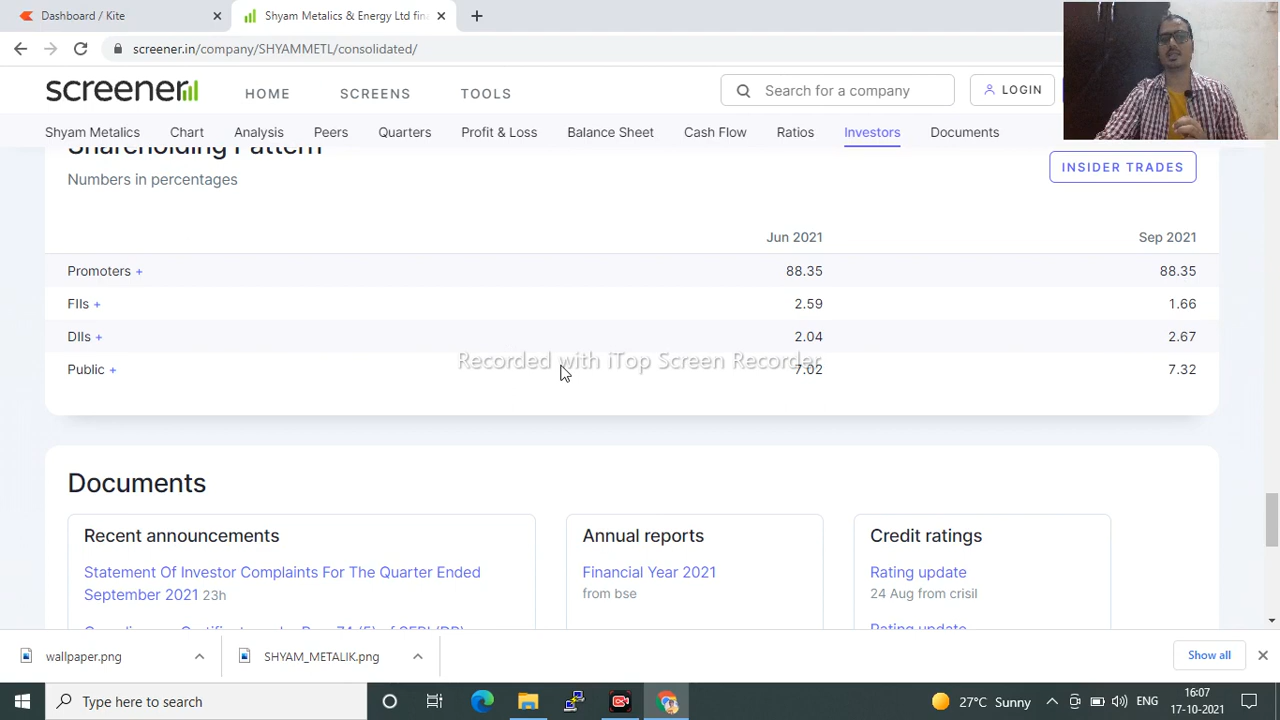 Dashboard / Kite
Shyam Metalics & Energy Ltd fina
screener.in/company/SHYAMMETL/consolidated/
screener
HOME SCREENS TOOLS
Search for a company
LOGIN
Shyam Metalics Chart Analysis Peers Quarters Profit & Loss Balance Sheet Cash Flow Ratios Investors Documents
Shareholding Pattern
Numbers in percentages
INSIDER TRADES
Jun 2021 Sep 2021
Promoters + 88.35 88.35
FIIs + 2.59 1.66
DIIs + 2.04 2.67
Recorded with iTop Screen Recorder
Public + 7.02 7.32
Documents
Recent announcements
Statement Of Investor Complaints For The Quarter Ended
September 2021 23h
Annual reports
Financial Year 2021
from bse
Credit ratings
Rating update
24 Aug from crisil
Rating update
wallpaper.png
SHYAM_METALIK.png
Show all
Type here to search
27°C Sunny
ENG
16:07
17-10-2021